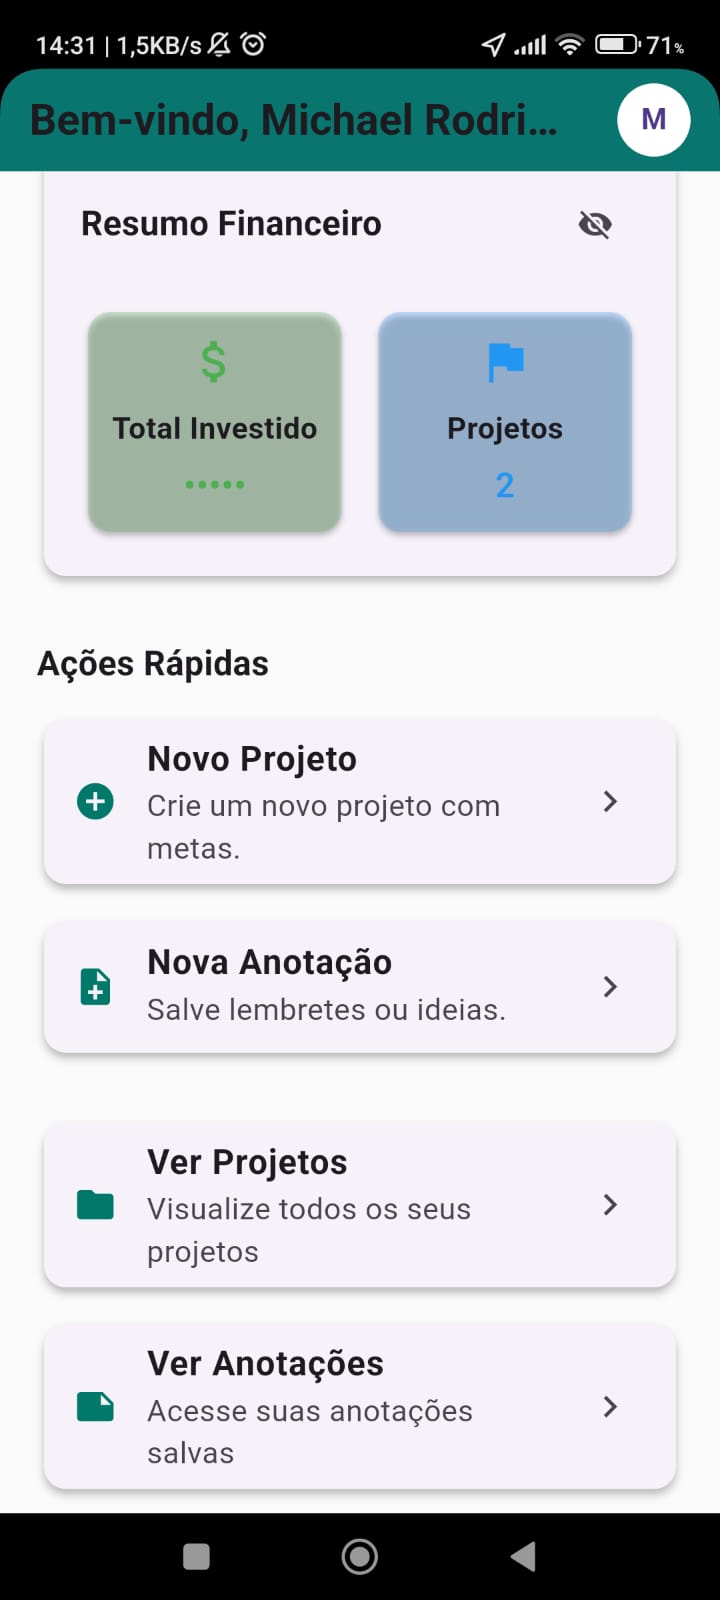 14:31 | 1,5KB/s 71%
Bem-vindo, Michael Rodri...
M
Resumo Financeiro
$
Total Investido
Projetos
•••••
2
Ações Rápidas
Novo Projeto
Crie um novo projeto com
metas.
Nova Anotação
Salve lembretes ou ideias.
Ver Projetos
Visualize todos os seus
projetos
Ver Anotações
Acesse suas anotações
salvas